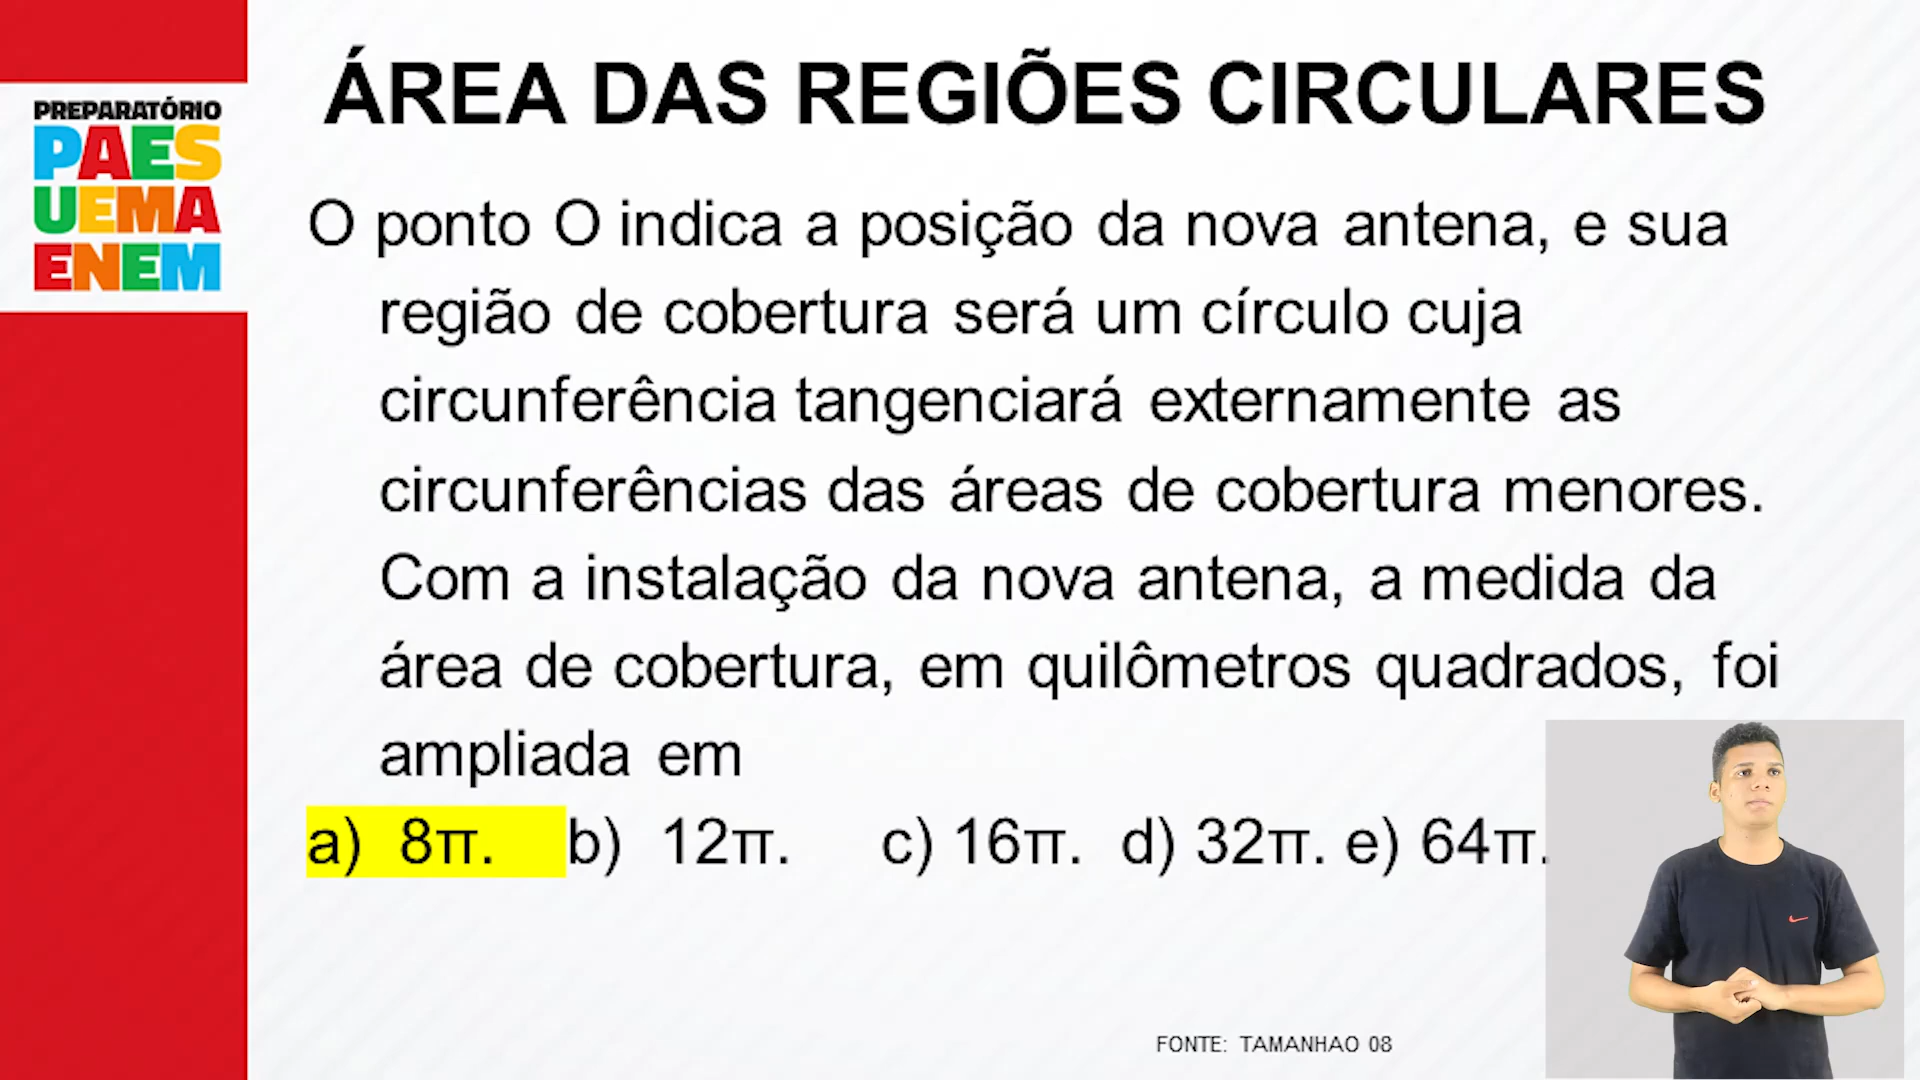 PREPARATÓRIO
PAES
UEMA
ENEM
ÁREA DAS REGIÕES CIRCULARES
O ponto O indica a posição da nova antena, e sua
região de cobertura será um círculo cuja
circunferência tangenciará externamente as
circunferências das áreas de cobertura menores.
Com a instalação da nova antena, a medida da
área de cobertura, em quilômetros quadrados, foi
ampliada em
a) 8π. b) 12π. c) 16π. d) 32π. e) 64π.
FONTE: TAMANHAO 08